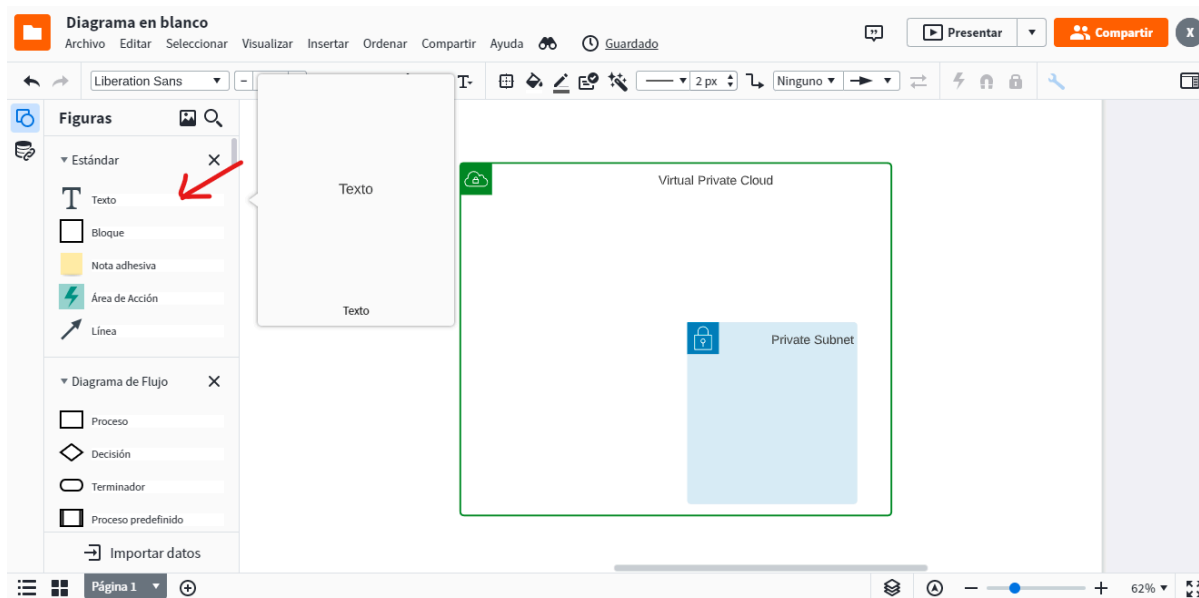 Diagrama en blanco
Archivo Editar Seleccionar Visualizar Insertar Ordenar Compartir Ayuda Guardado
Presentar
Compartir
X
Liberation Sans
T
2 px
Ninguno
Figuras
Estándar
T Texto
Bloque
Nota adhesiva
Área de Acción
Línea
Diagrama de Flujo
Proceso
Decisión
Terminador
Proceso predefinido
Importar datos
Texto
Texto
Virtual Private Cloud
Private Subnet
Página 1
62%